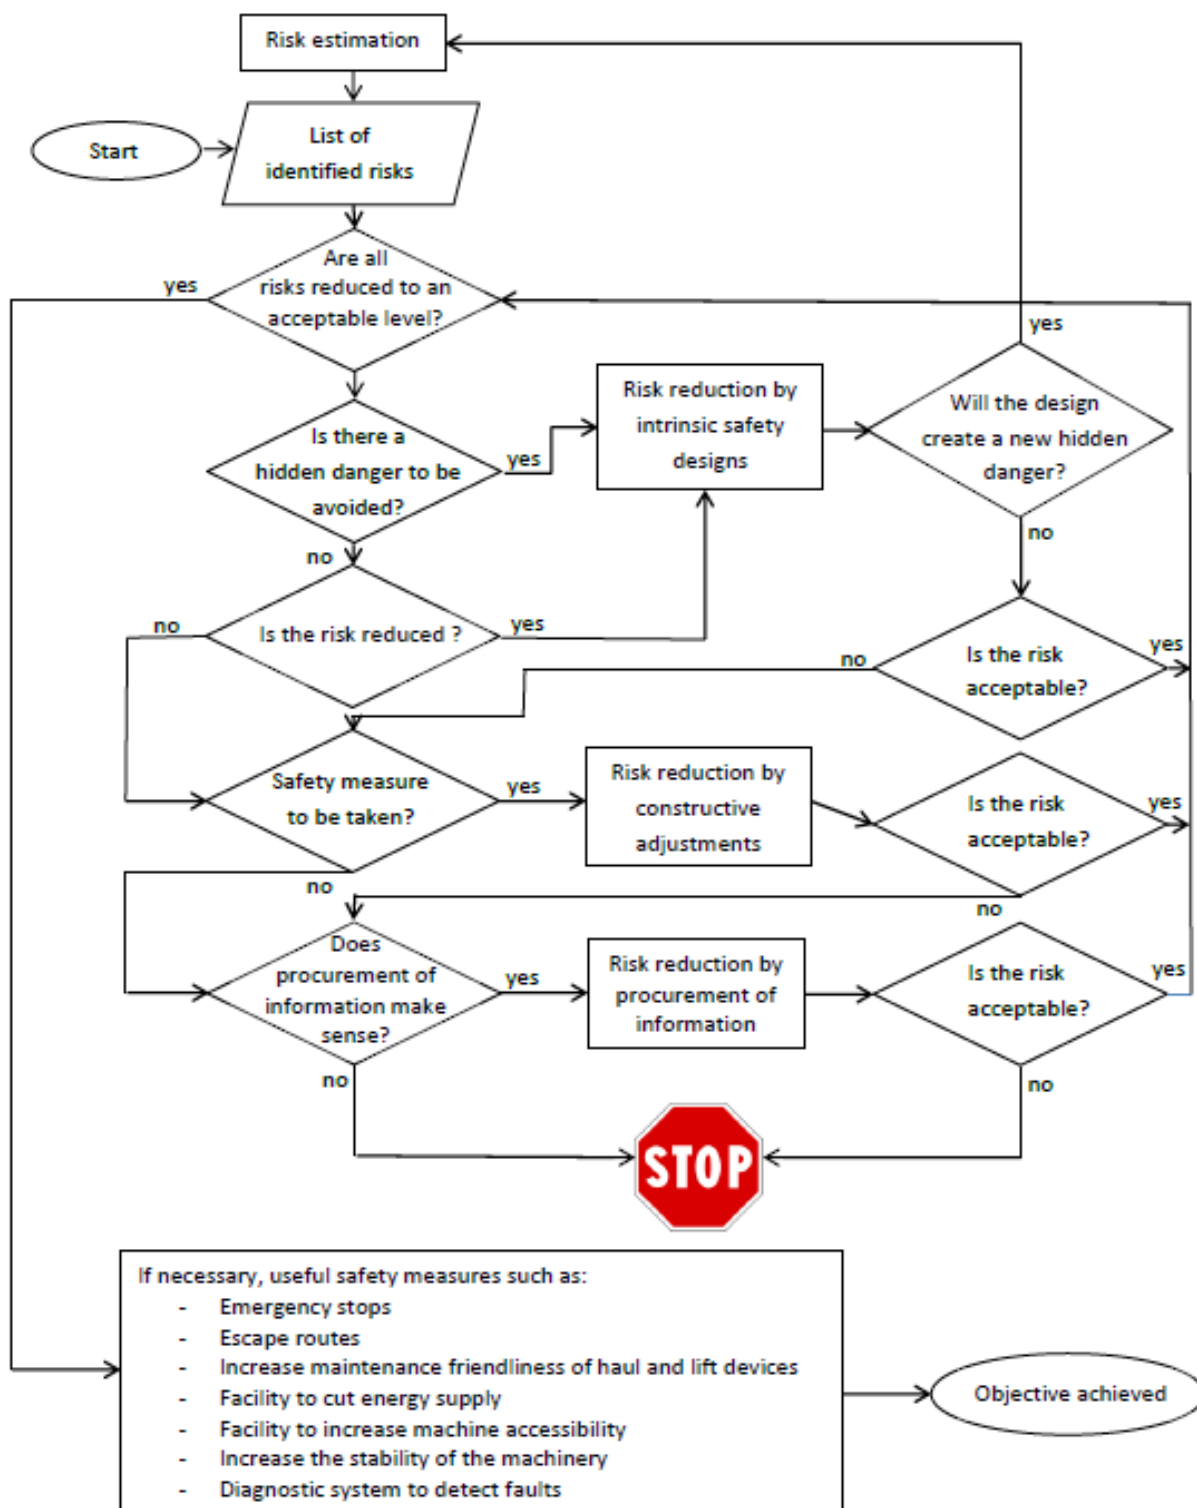 Risk estimation
Start
List of
identified risks
Are all
risks reduced to an
acceptable level?
yes
yes
Is there a
hidden danger to be
avoided?
yes
Risk reduction by
intrinsic safety
designs
Will the design
create a new hidden
danger?
no
no
no
Is the risk reduced ?
yes
no
Is the risk
acceptable?
yes
Safety measure
to be taken?
yes
Risk reduction by
constructive
adjustments
Is the risk
acceptable?
yes
no
no
Does
procurement of
information make
sense?
yes
Risk reduction by
procurement of
information
Is the risk
acceptable?
yes
no
no
STOP
If necessary, useful safety measures such as:
- Emergency stops
- Escape routes
- Increase maintenance friendliness of haul and lift devices
- Facility to cut energy supply
- Facility to increase machine accessibility
- Increase the stability of the machinery
- Diagnostic system to detect faults
Objective achieved